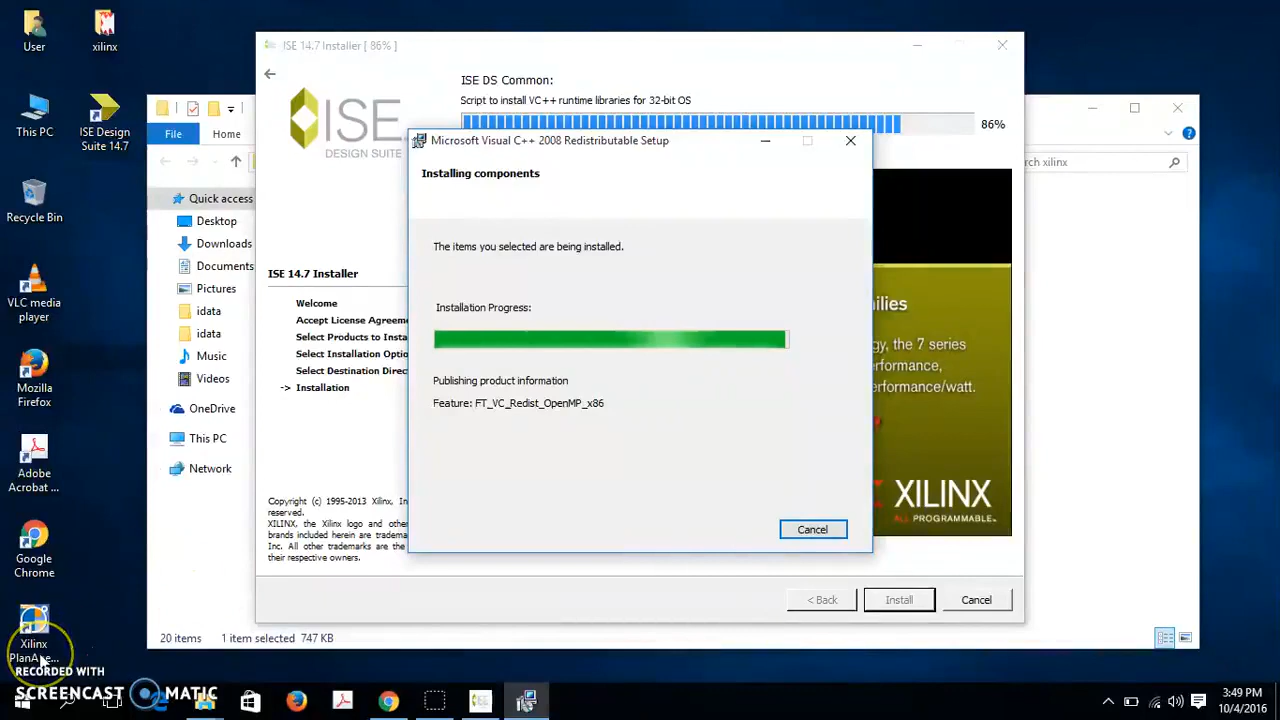 User
xilinx
This PC
ISE Design
Suite 14.7
Recycle Bin
VLC media
player
Mozilla
Firefox
Adobe
Acrobat ...
Google
Chrome
Xilinx
PlanAhe...
File
Home
rch xilinx
Quick access
Desktop
Downloads
Documents
Pictures
idata
idata
Music
Videos
OneDrive
This PC
Network
20 items
1 item selected 747 KB
ISE 14.7 Installer [ 86% ]
ISE
DESIGN SUITE
ISE DS Common:
Script to install VC++ runtime libraries for 32-bit OS
86%
ISE 14.7 Installer
Welcome
Accept License Agreeme
Select Products to Insta
Select Installation Optio
Select Destination Direc
-> Installation
Copyright (c) 1995-2013 Xilinx, In
reserved.
XILINX, the Xilinx logo and other
brands included herein are tradema
Inc. All other trademarks are the
their respective owners.
milies
gy, the 7 series
erformance,
erformance/watt.
XILINX
ALL PROGRAMMABLE™
< Back
Install
Cancel
Microsoft Visual C++ 2008 Redistributable Setup
Installing components
The items you selected are being installed.
Installation Progress:
Publishing product information
Feature: FT_VC_Redist_OpenMP_x86
Cancel
RECORDED WITH
SCREENCAST MATIC
3:49 PM
10/4/2016